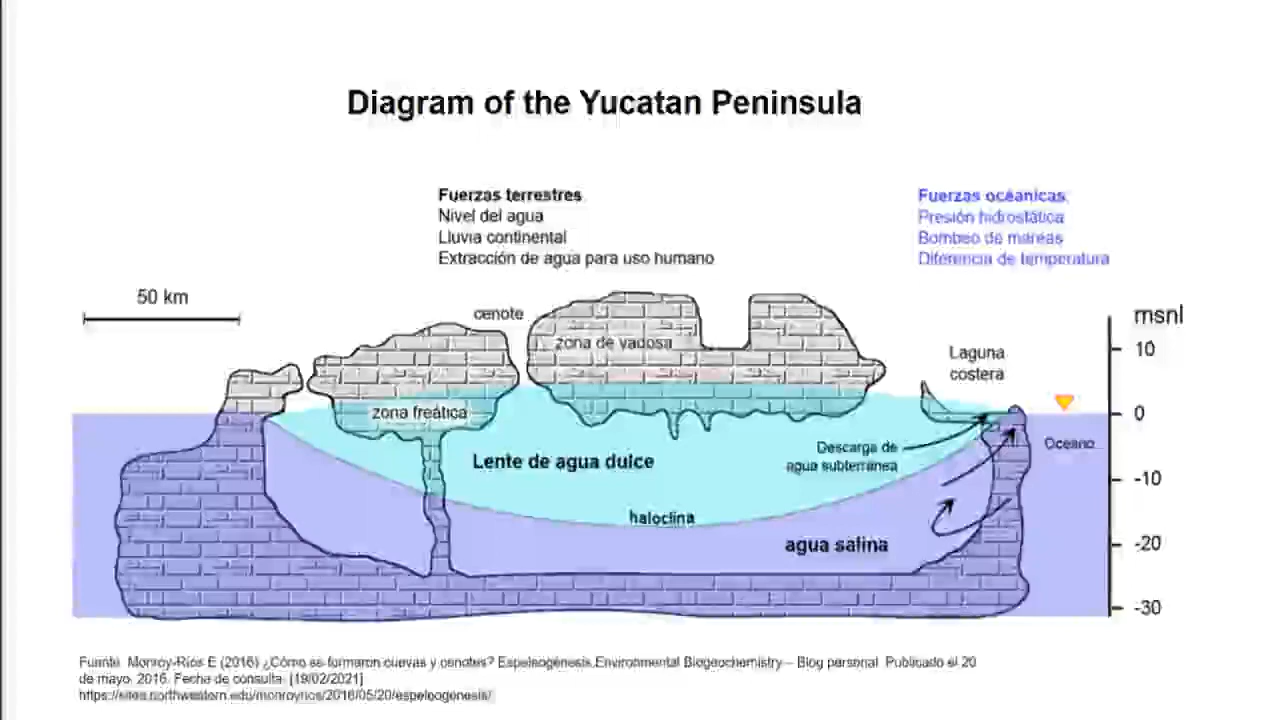 Diagram of the Yucatan Peninsula
Fuerzas terrestres
Nivel del agua
Lluvia continental
Extracción de agua para uso humano
Fuerzas océanicas
Presión hidrostática
Bombeo de mareas
Diferencia de temperatura
50 km
cenote
zona de vadosa
zona freática
Laguna
costera
msnl
10
0
-10
-20
-30
Oceano
Descarga de
agua subterránea
Lente de agua dulce
haloclina
agua salina
Fuente. Monroy-Rios E (2016) ¿Cómo se formaron cuevas y cenotes? Espeleogénesis.Environmental Biogeochemistry – Blog personal. Publicado el 20
de mayo. 2016. Fecha de consulta. [19/02/2021]
https://sites.northwestern.edu/monroyrios/2016/05/20/espeleogenesis/